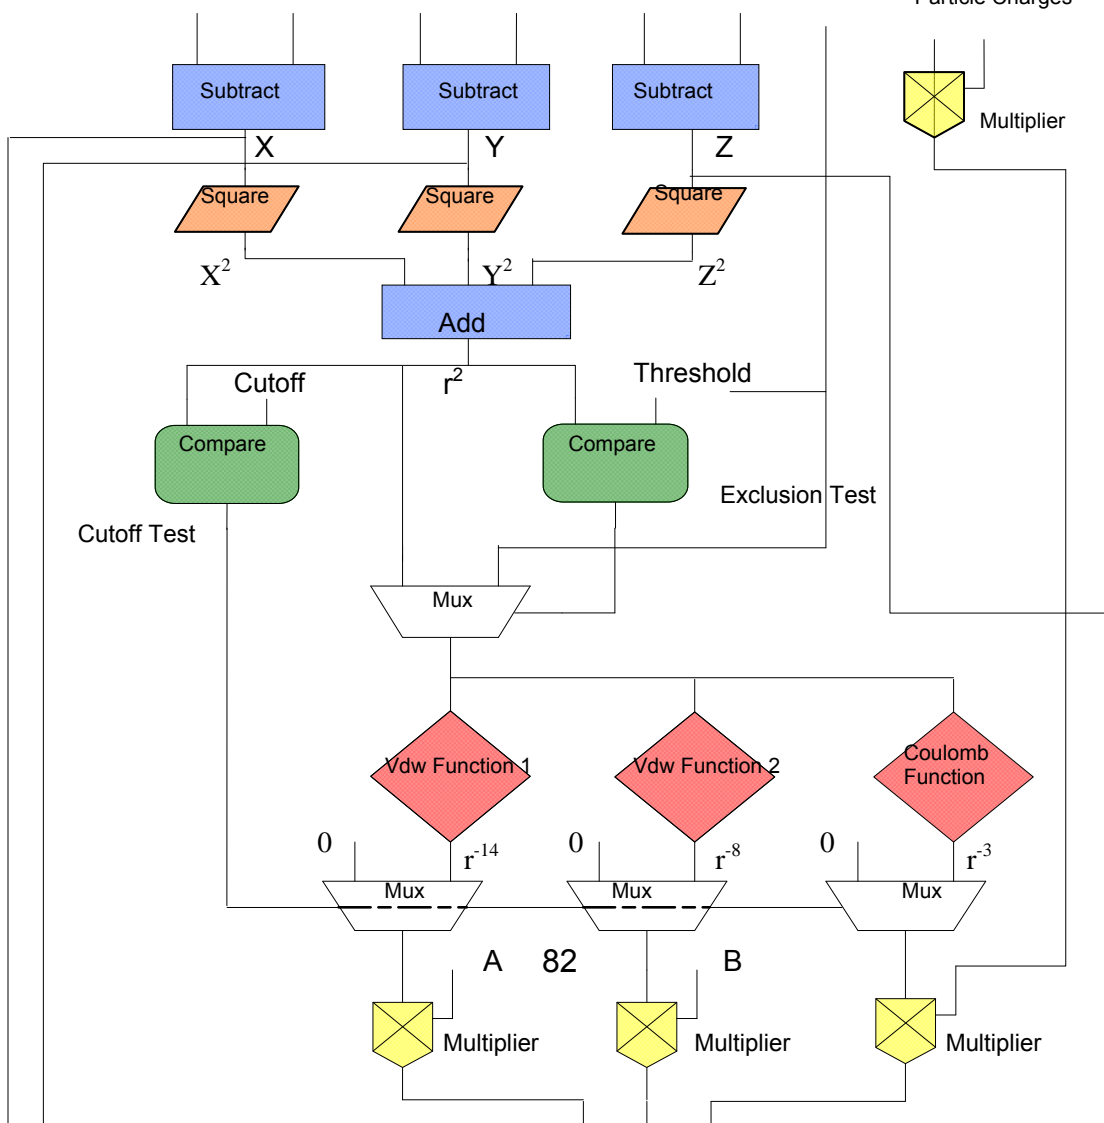 Particle Charges
Subtract
Subtract
Subtract
Multiplier
X
Y
Z
Square
Square
Square
X²
Y²
Z²
Add
r²
Cutoff
Threshold
Compare
Compare
Exclusion Test
Cutoff Test
Mux
Vdw Function 1
Vdw Function 2
Coulomb
Function
0
r⁻¹⁴
0
r⁻⁸
0
r⁻³
Mux
Mux
Mux
A
82
B
Multiplier
Multiplier
Multiplier